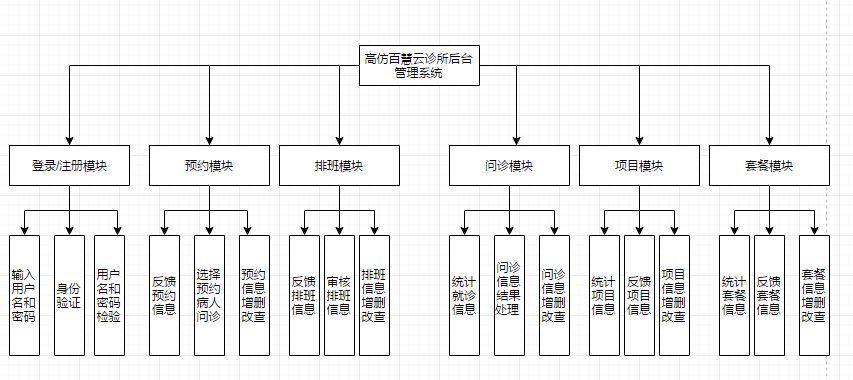 高仿百慧云诊所后台
管理系统
登录/注册模块
预约模块
排班模块
问诊模块
项目模块
套餐模块
输入
用户
名和
密码
身份
验证
用户
名和
密码
检验
反馈
预约
信息
选择
预约
病人
问诊
预约
信息
增删
改查
反馈
排班
信息
审核
排班
信息
排班
信息
增删
改查
统计
就诊
信息
问诊
信息
结果
处理
问诊
信息
增删
改查
统计
项目
信息
反馈
项目
信息
项目
信息
增删
改查
统计
套餐
信息
反馈
套餐
信息
套餐
信息
增删
改查